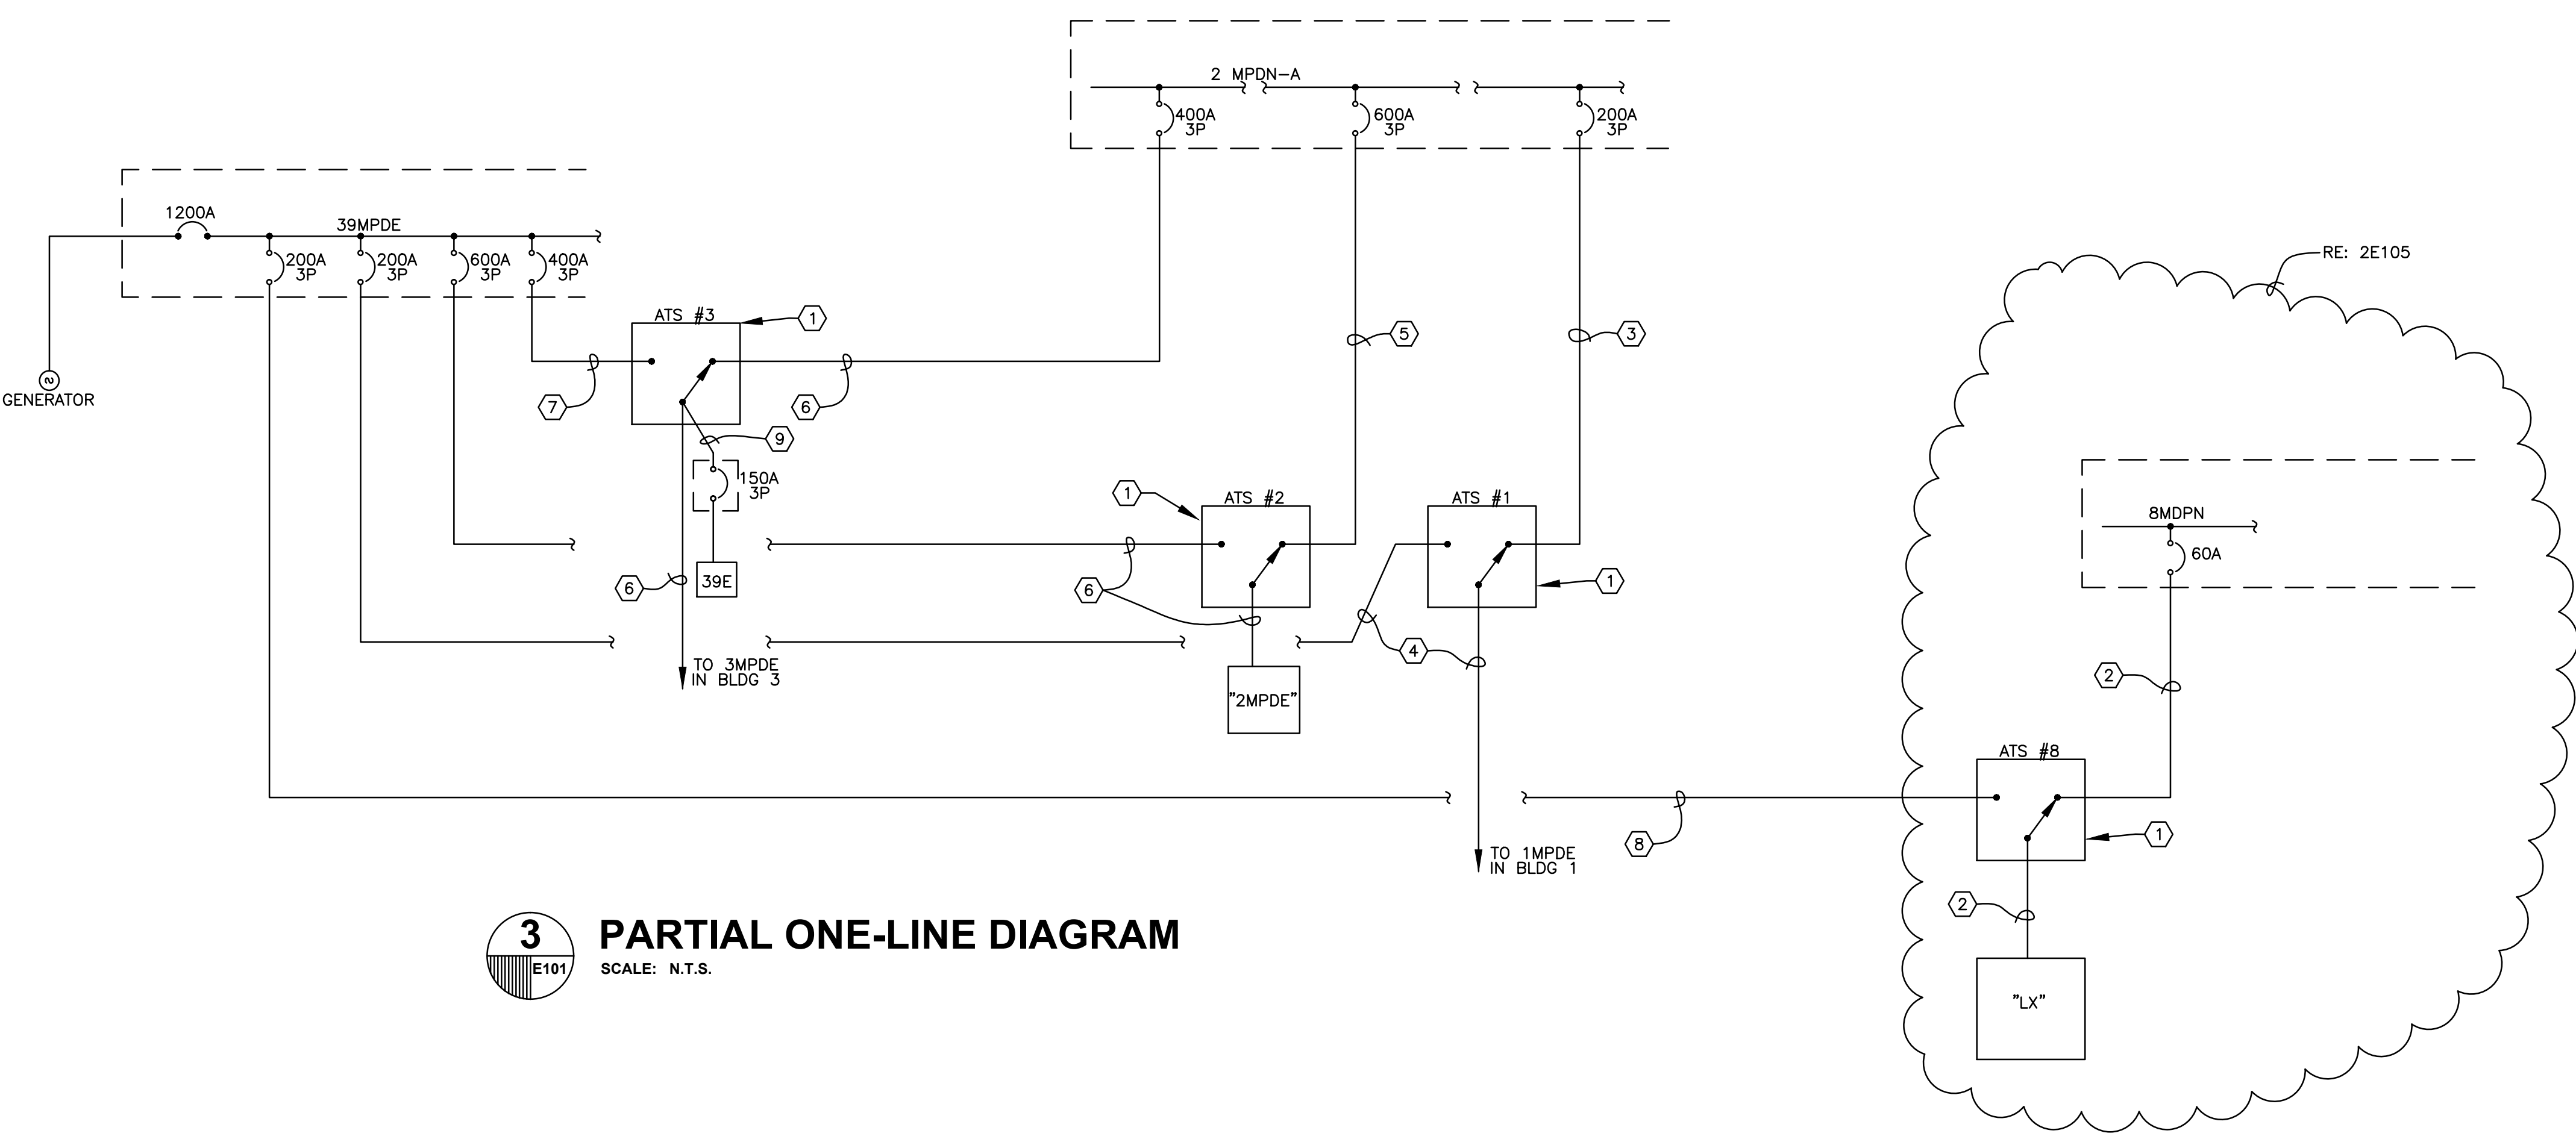 2 MPDN-A
400A
3P
600A
3P
200A
3P
1200A
39MPDE
200A
3P
200A
3P
600A
3P
400A
3P
GENERATOR
ATS #3
1
7
6
9
150A
3P
39E
6
TO 3MPDE
IN BLDG 3
5
3
1
ATS #2
6
"2MPDE"
ATS #1
1
4
TO 1MPDE
IN BLDG 1
8
RE: 2E105
8MDPN
60A
2
ATS #8
1
2
"LX"
3
E101
PARTIAL ONE-LINE DIAGRAM
SCALE: N.T.S.